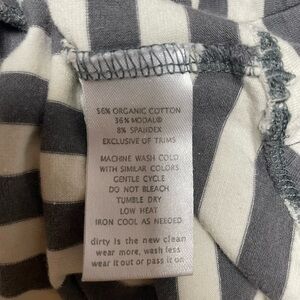 56% ORGANIC COTTON
36% MODAL®
8% SPANDEX
EXCLUSIVE OF TRIMS
MACHINE WASH COLD
WITH SIMILAR COLORS
GENTLE CYCLE
DO NOT BLEACH
TUMBLE DRY
LOW HEAT
IRON COOL AS NEEDED
dirty is the new clean
wear more, wash less
wear it out or pass it on